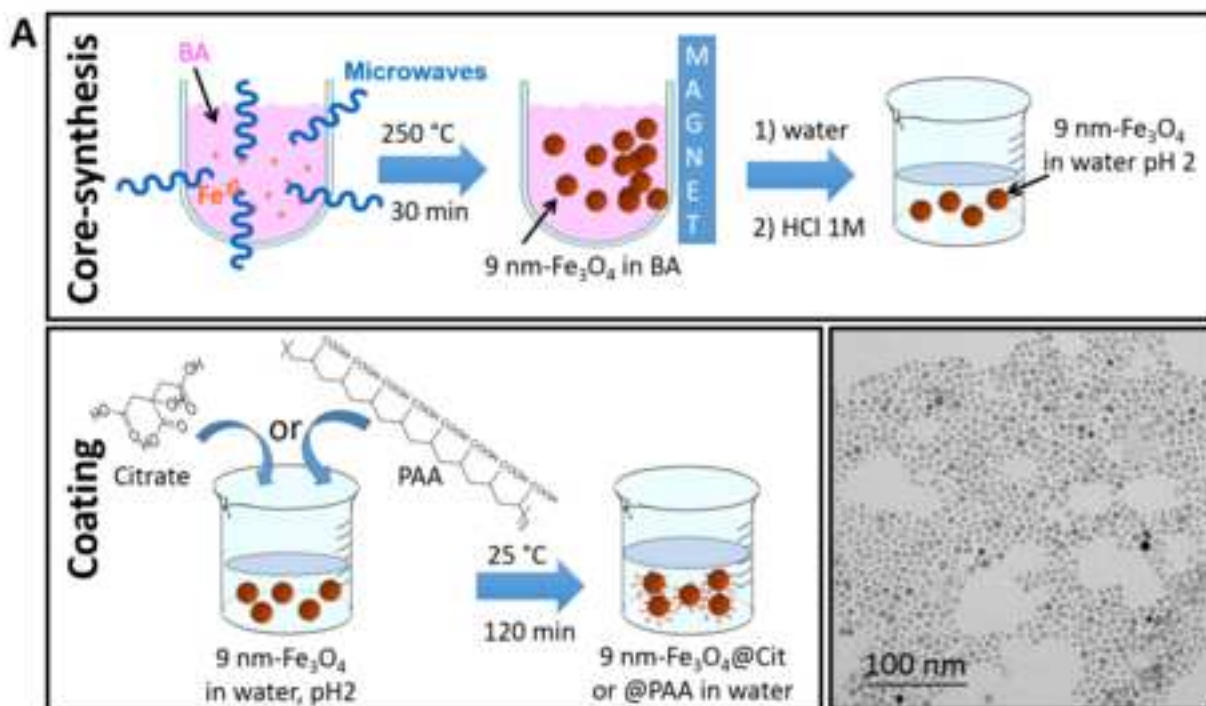 A
Core-synthesis
BA
Microwaves
Fe
250 °C
30 min
MAGNET
9 nm-Fe₃O₄ in BA
1) water
2) HCl 1M
9 nm-Fe₃O₄
in water pH 2
Coating
Citrate
or
PAA
9 nm-Fe₃O₄
in water, pH2
25 °C
120 min
9 nm-Fe₃O₄@Cit
or @PAA in water
100 nm